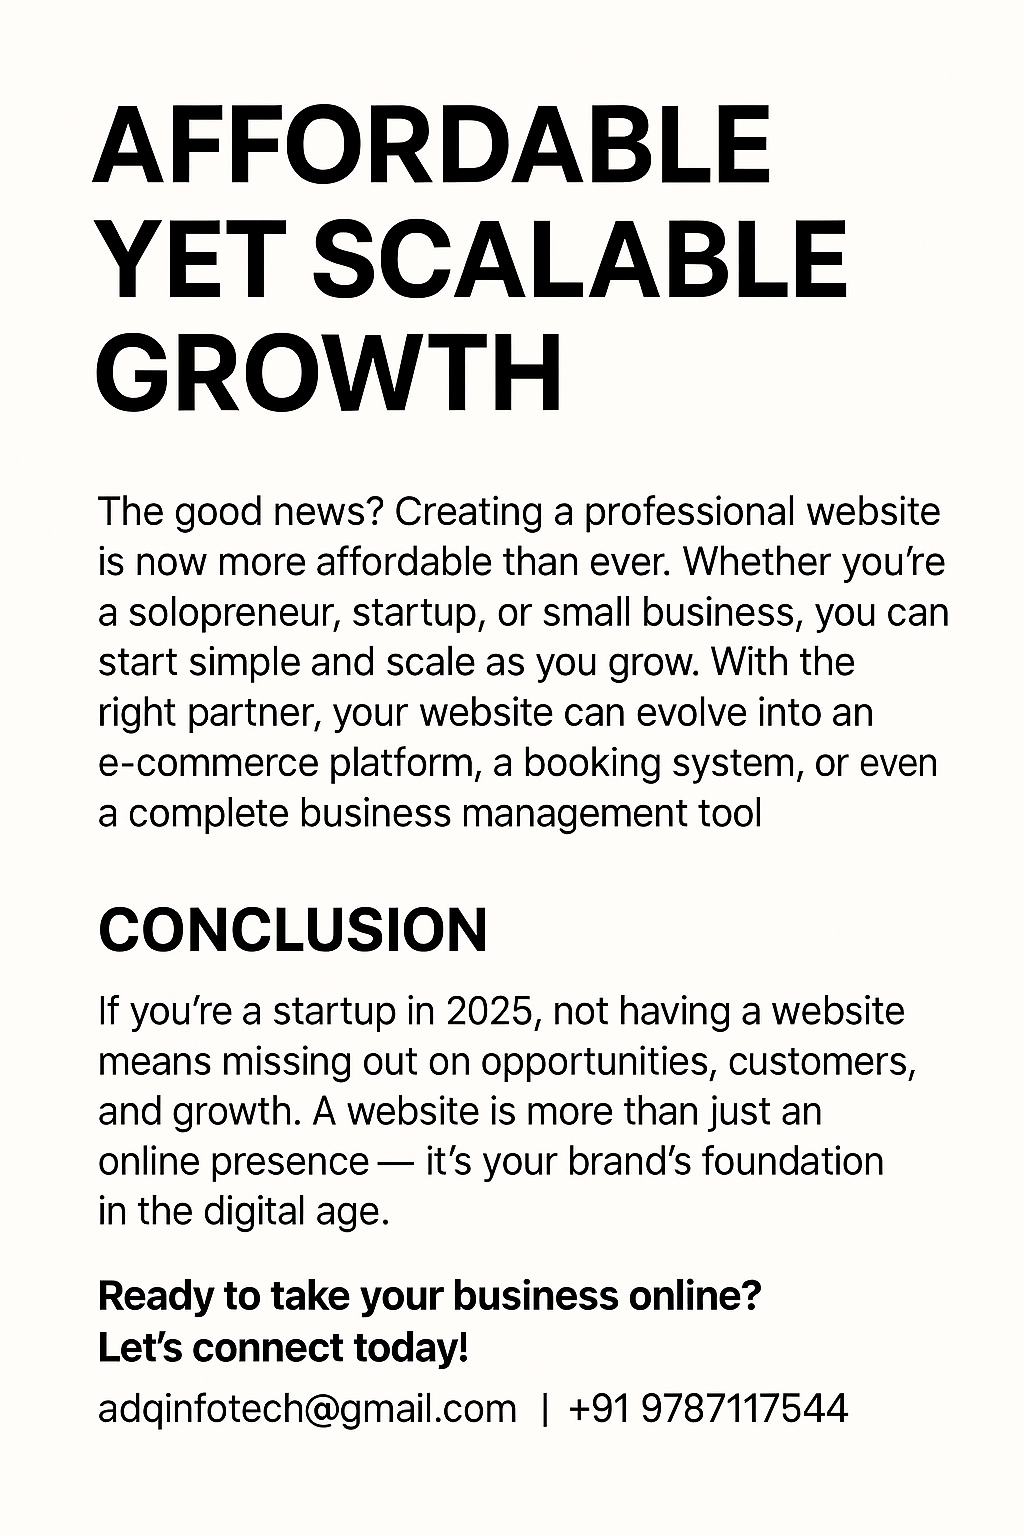 AFFORDABLE
YET SCALABLE
GROWTH
The good news? Creating a professional website
is now more affordable than ever. Whether you’re
a solopreneur, startup, or small business, you can
start simple and scale as you grow. With the
right partner, your website can evolve into an
e-commerce platform, a booking system, or even
a complete business management tool
CONCLUSION
If you’re a startup in 2025, not having a website
means missing out on opportunities, customers,
and growth. A website is more than just an
online presence — it’s your brand’s foundation
in the digital age.
Ready to take your business online?
Let’s connect today!
adqinfotech@gmail.com | +91 9787117544